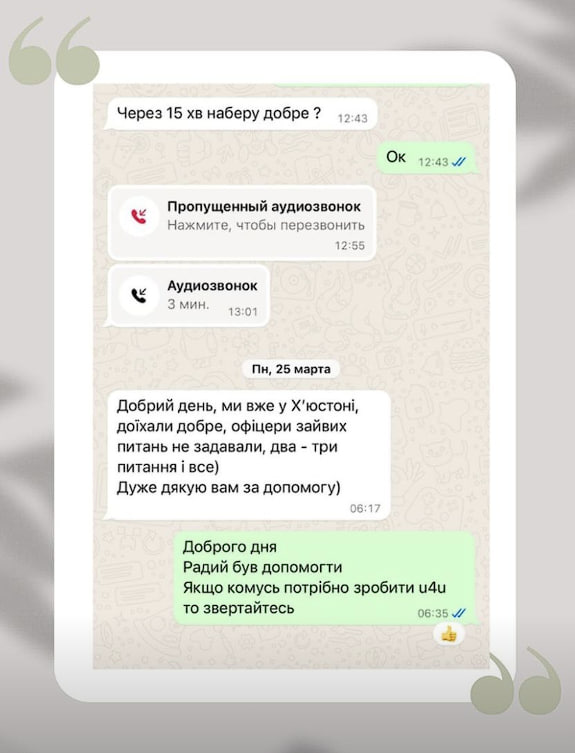 Через 15 хв наберу добре ?
12:43
Ок
12:43
Пропущенный аудиозвонок
Нажмите, чтобы перезвонить
12:55
Аудиозвонок
3 мин.
13:01
Пн, 25 марта
Добрий день, ми вже у Х'юстоні,
доїхали добре, офіцери зайвих
питань не задавали, два - три
питання і все)
Дуже дякую вам за допомогу)
06:17
Доброго дня
Радий був допомогти
Якщо комусь потрібно зробити u4u
то звертайтесь
06:35